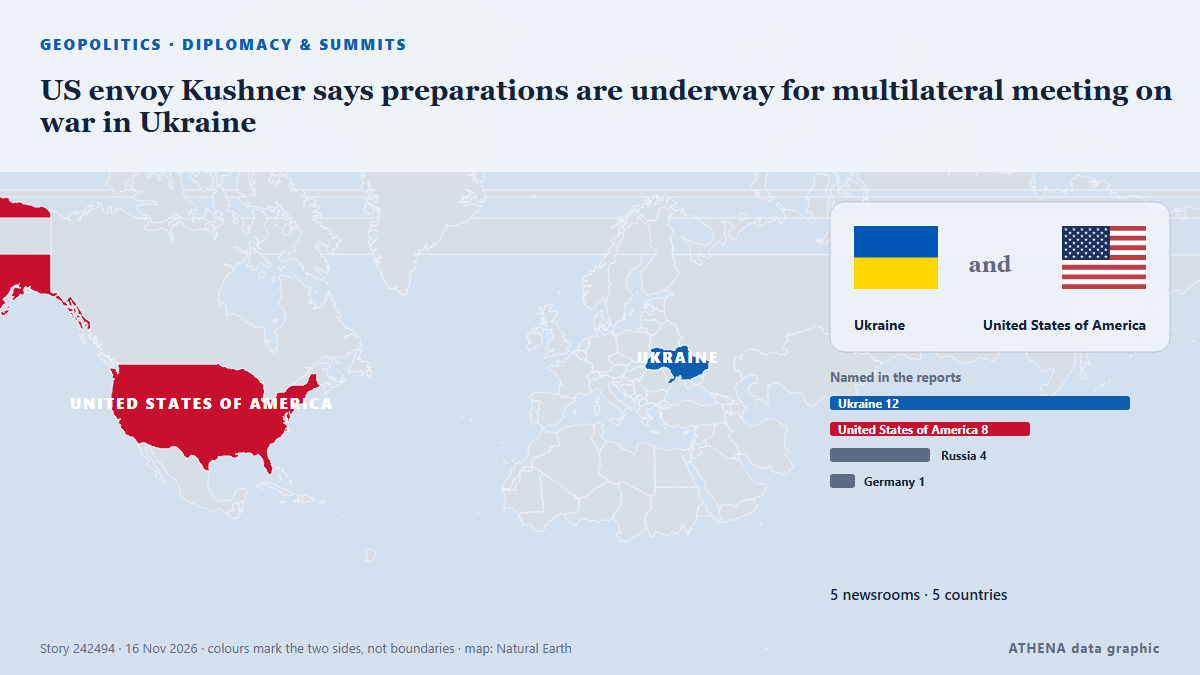 GEOPOLITICS · DIPLOMACY & SUMMITS
US envoy Kushner says preparations are underway for multilateral meeting on
war in Ukraine
and
Ukraine
United States of America
UKRAINE
UNITED STATES OF AMERICA
Named in the reports
Ukraine 12
United States of America 8
Russia 4
Germany 1
5 newsrooms · 5 countries
Story 242494 · 16 Nov 2026 · colours mark the two sides, not boundaries · map: Natural Earth
ATHENA data graphic